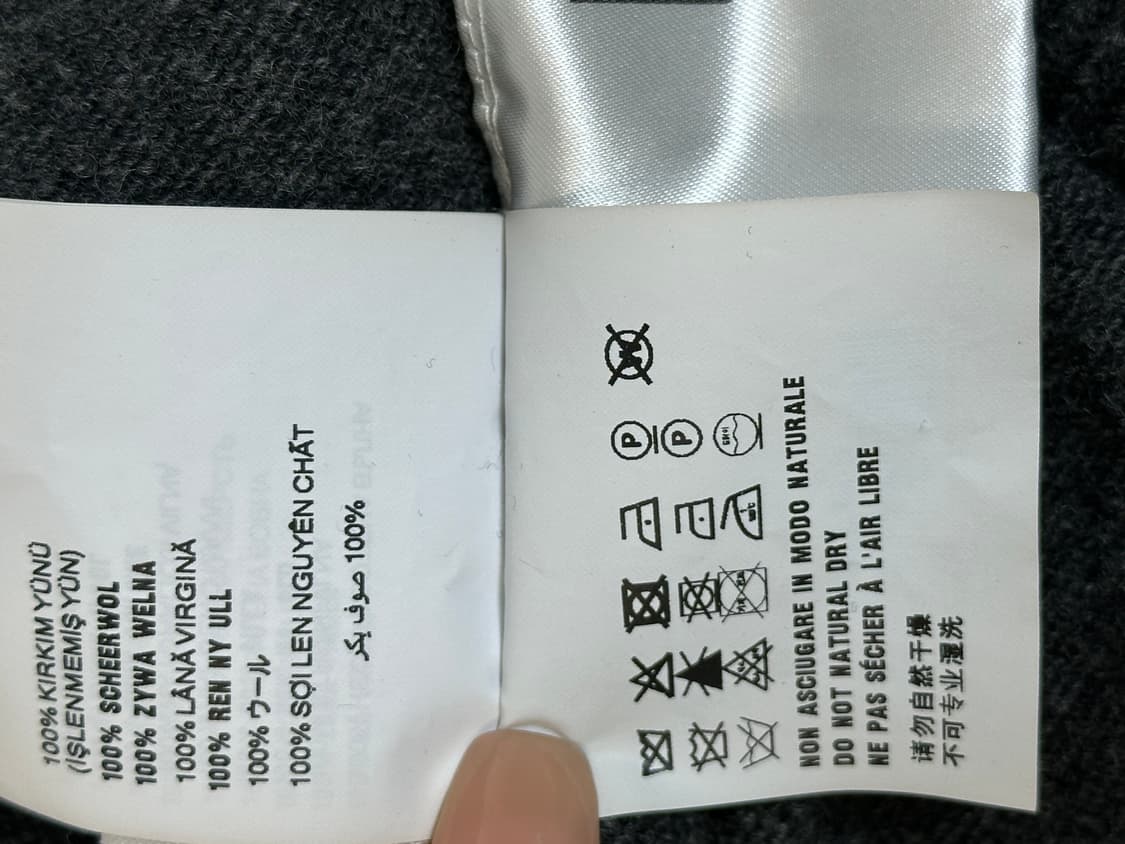 100% KIRKIM YÜNÜ
(İŞLENMEMİŞ YÜN)
100% SCHEERWOL
100% ZYWA WELNA
100% LÂNĂ VIRGINĂ
100% REN NY ULL
100% ウール
100% SỢI LEN NGUYÊN CHẤT
100% صوف بكر
W
P
P
NON ASCIUGARE IN MODO NATURALE
DO NOT NATURAL DRY
NE PAS SÉCHER À L'AIR LIBRE
请勿自然干燥
不可专业湿洗